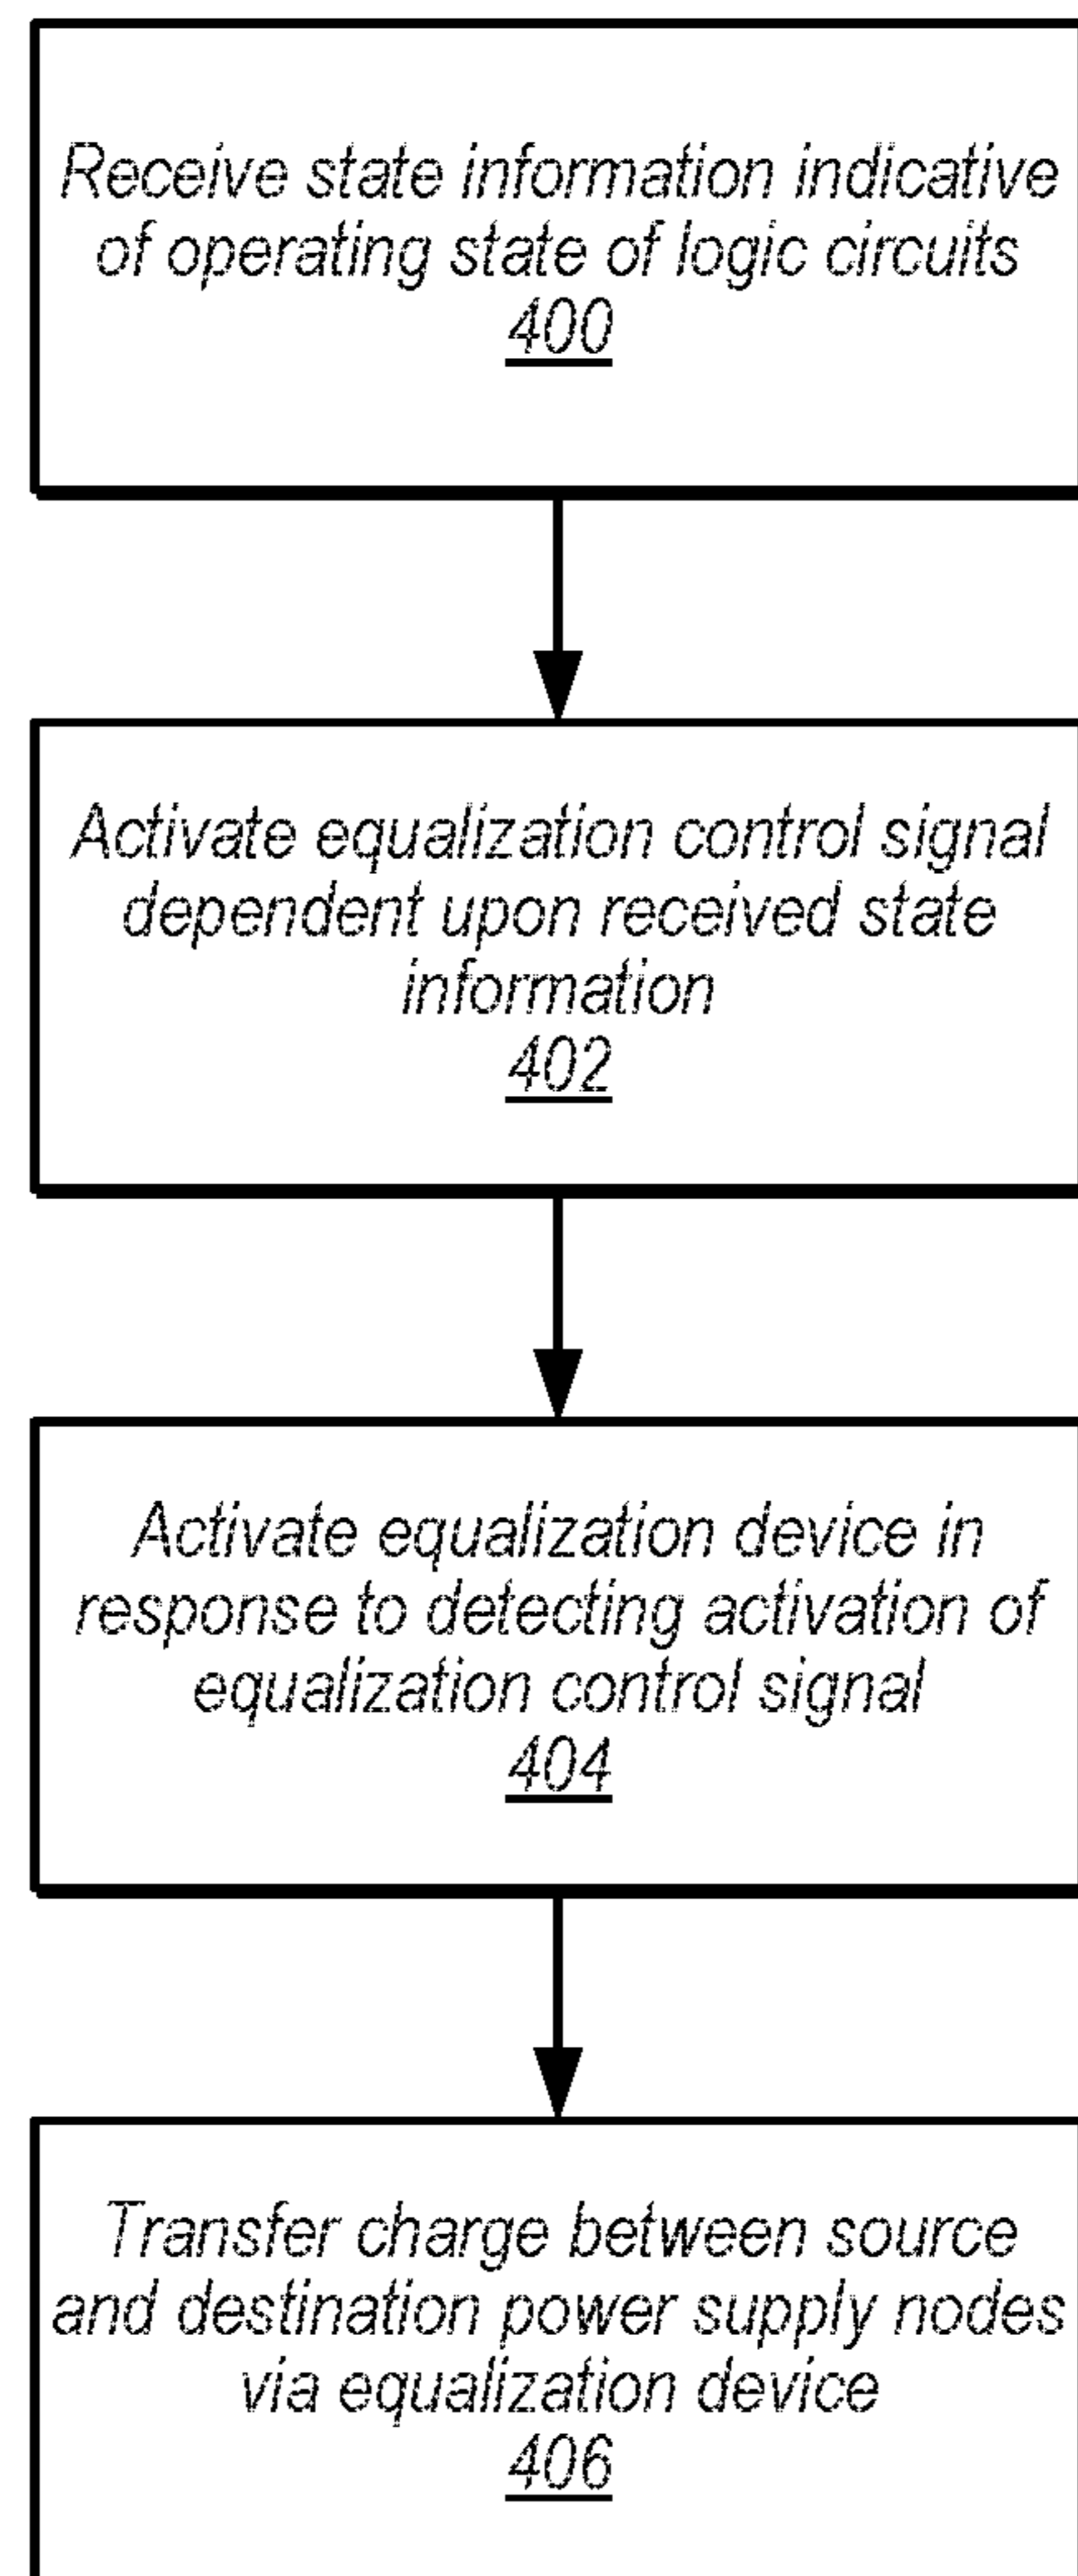 Receive state information indicative
of operating state of logic circuits
400
Activate equalization control signal
dependent upon received state
information
402
Activate equalization device in
response to detecting activation of
equalization control signal
404
Transfer charge between source
and destination power supply nodes
via equalization device
406